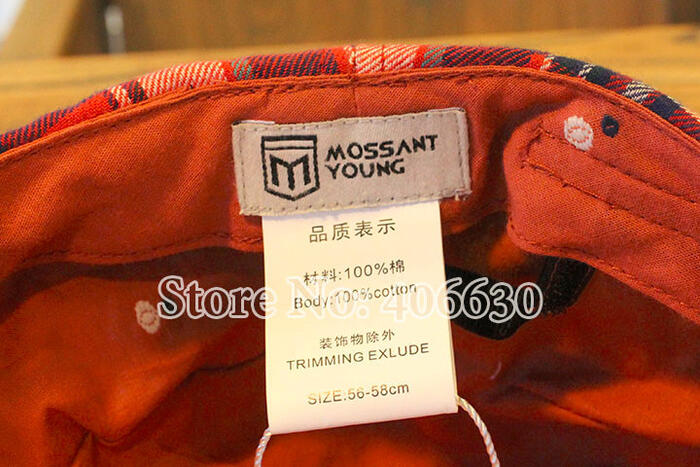 MOSSANT
YOUNG
品质表示
材料:100%棉
Body:100%cotton
Store No: 406630
装饰物除外
TRIMMING EXLUDE
SIZE:56-58cm